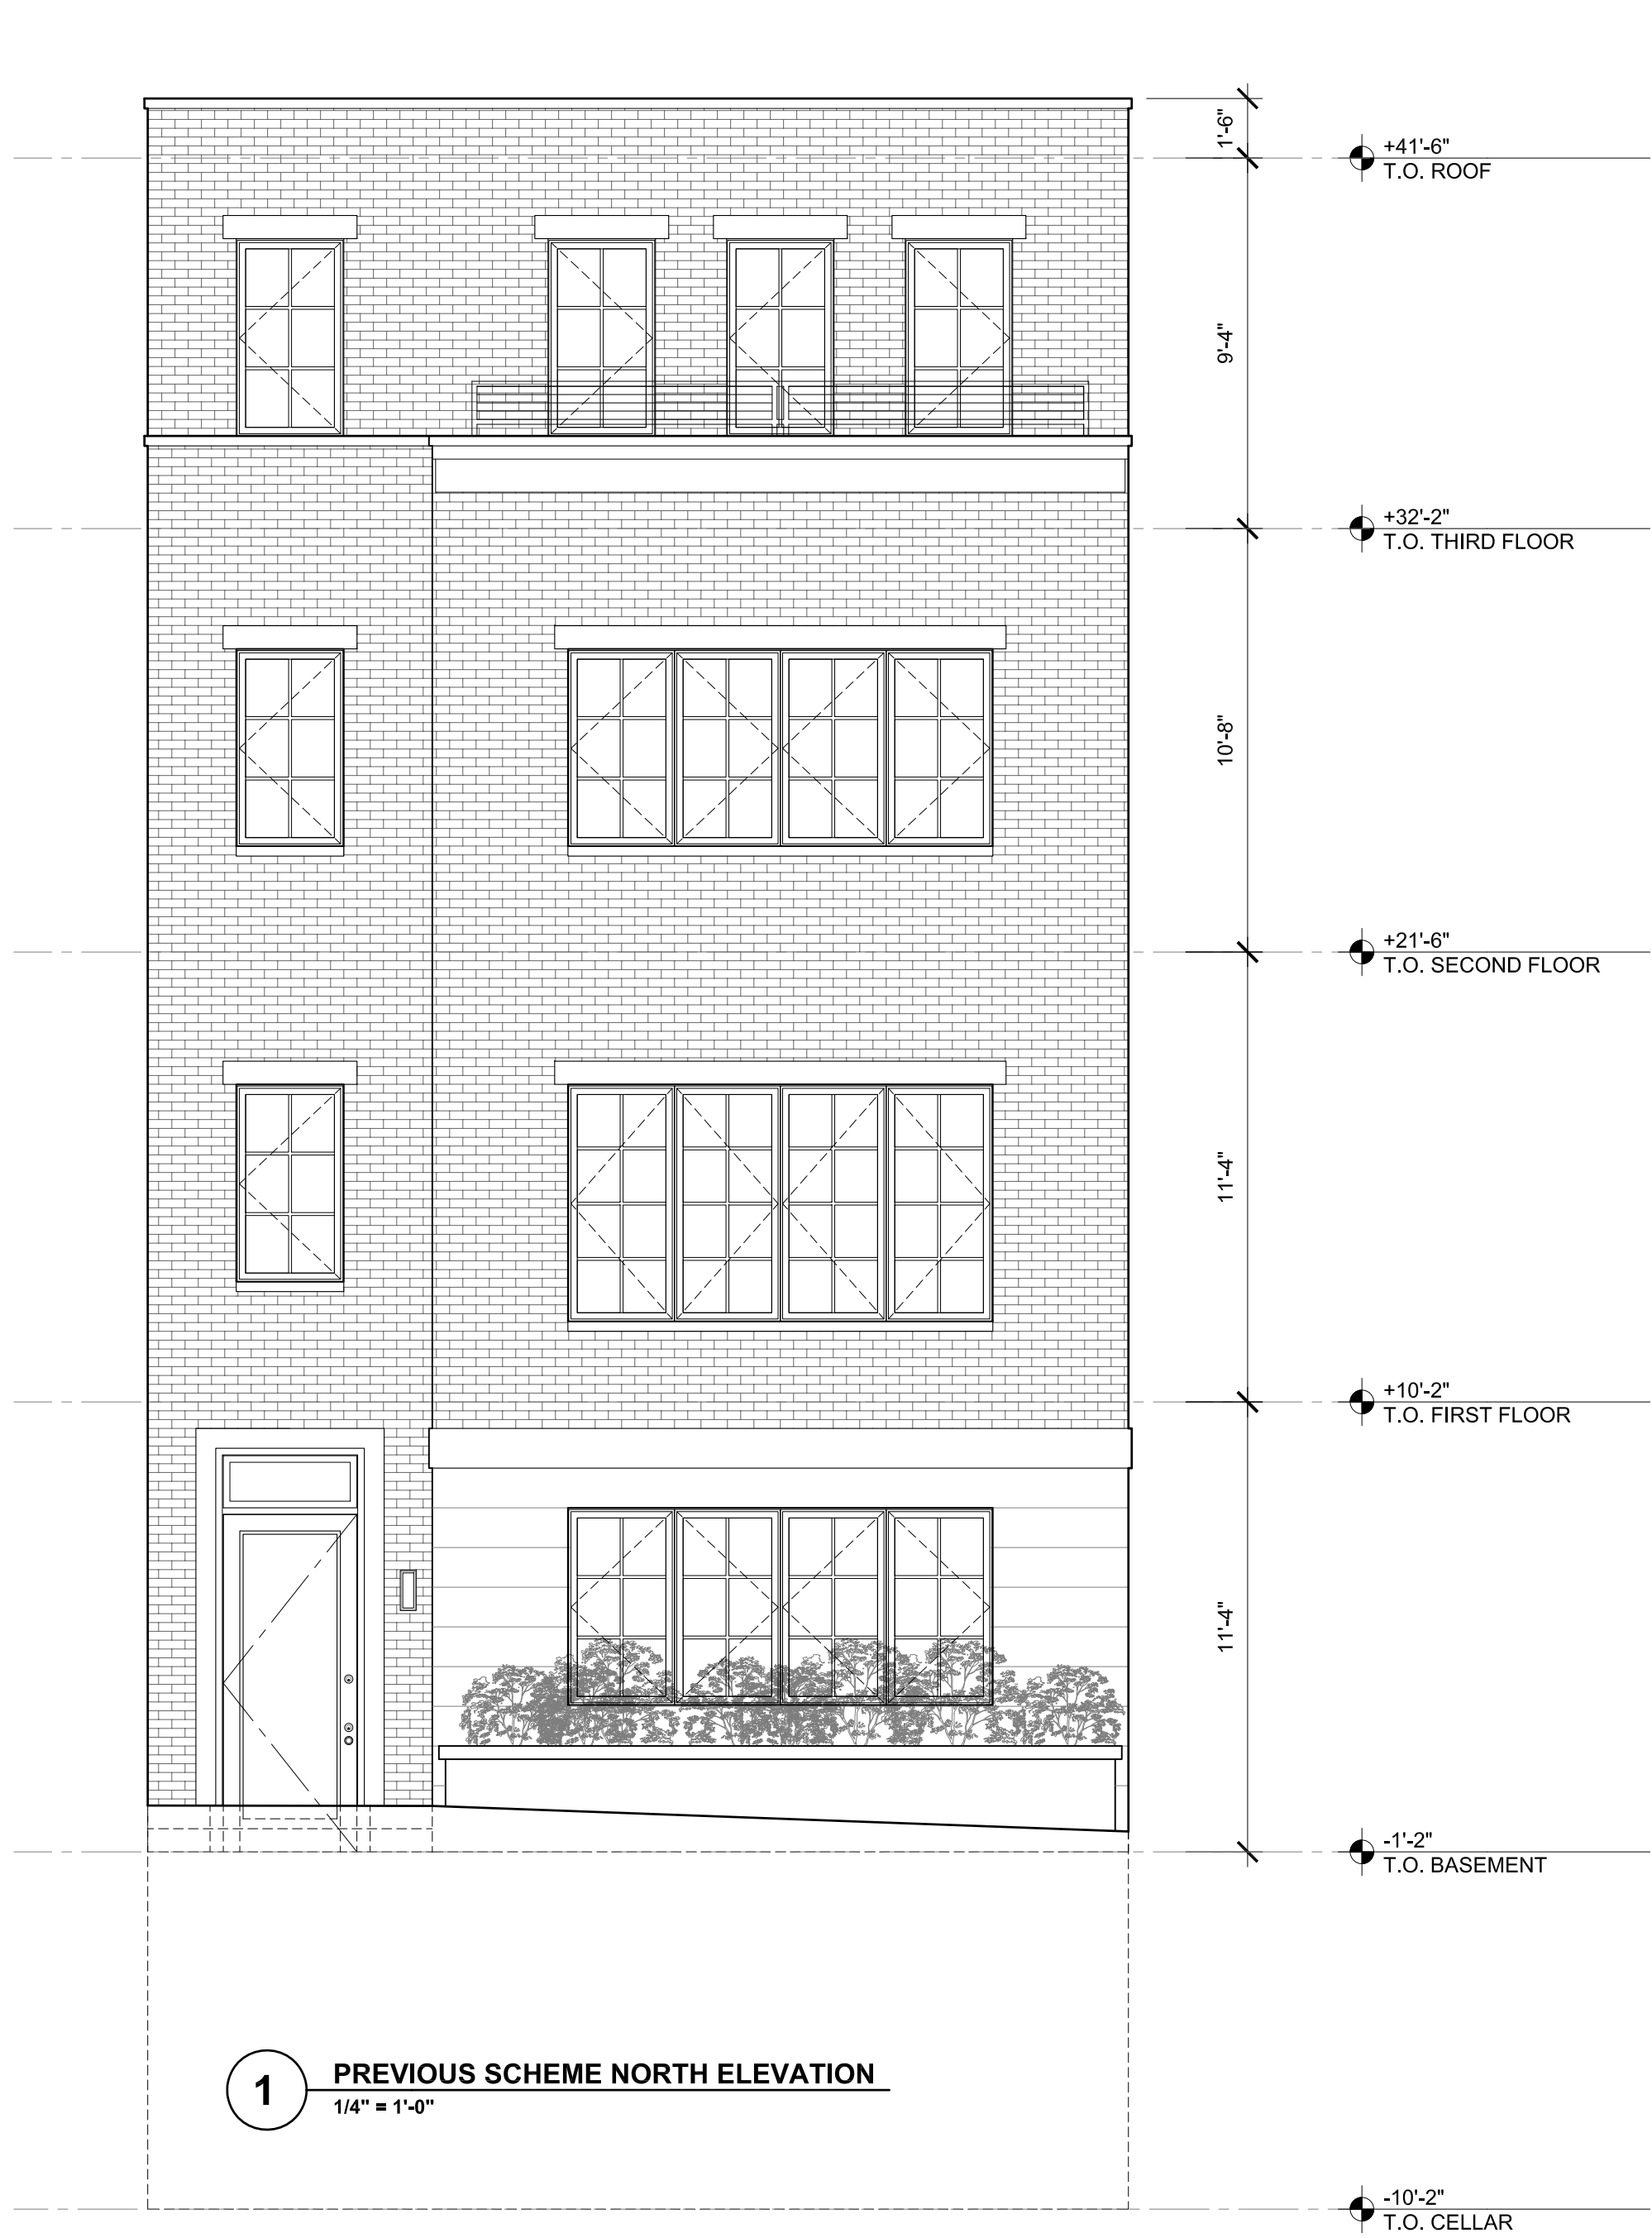 1'-6"
+41'-6"
T.O. ROOF
9'-4"
+32'-2"
T.O. THIRD FLOOR
10'-8"
+21'-6"
T.O. SECOND FLOOR
11'-4"
+10'-2"
T.O. FIRST FLOOR
11'-4"
-1'-2"
T.O. BASEMENT
1
PREVIOUS SCHEME NORTH ELEVATION
1/4" = 1'-0"
-10'-2"
T.O. CELLAR